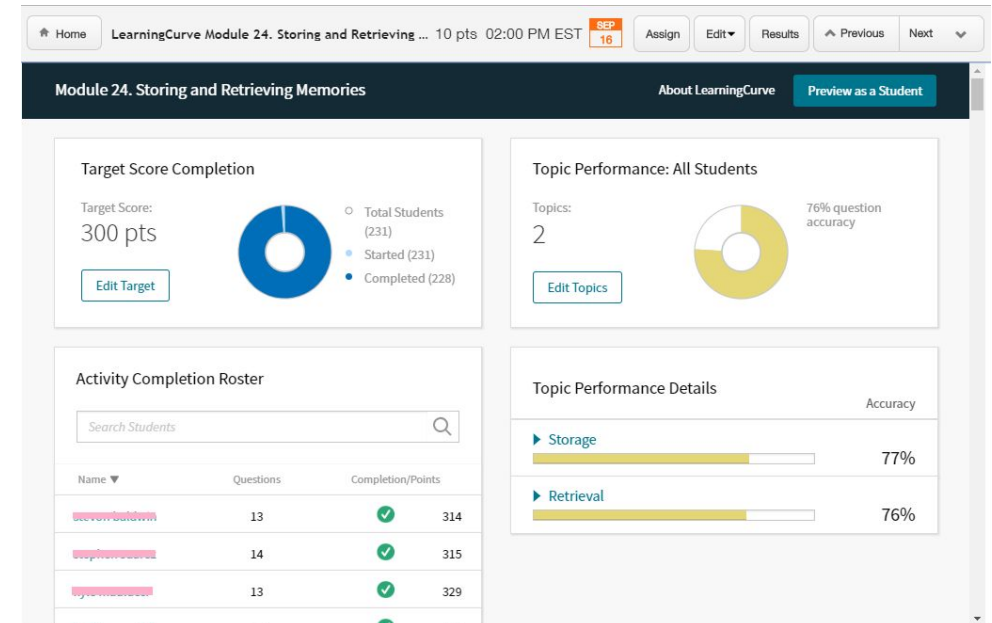 Home
LearningCurve Module 24. Storing and Retrieving ... 10 pts 02:00 PM EST
SEP
16
Assign
Edit
Results
Previous
Next
Module 24. Storing and Retrieving Memories
About LearningCurve
Preview as a Student
Target Score Completion
Target Score:
300 pts
Edit Target
Total Students
(231)
Started (231)
Completed (228)
Topic Performance: All Students
Topics:
2
Edit Topics
76% question
accuracy
Activity Completion Roster
Search Students
Name
Questions
Completion/Points
13
314
14
315
13
329
Topic Performance Details
Accuracy
Storage
77%
Retrieval
76%